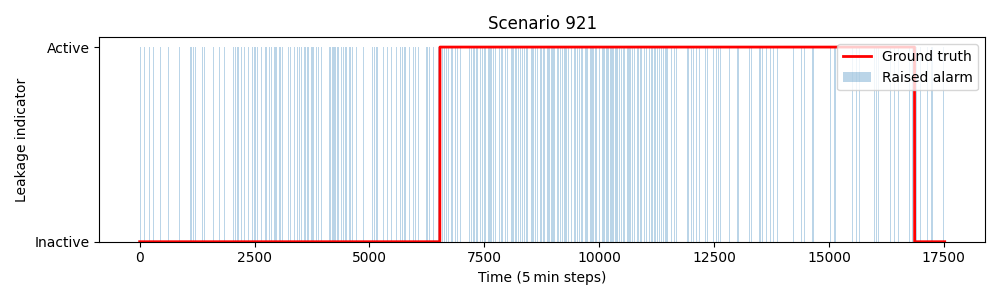 Scenario 921
Active
Inactive
Leakage indicator
Ground truth
Raised alarm
0
2500
5000
7500
10000
12500
15000
17500
Time (5 min steps)